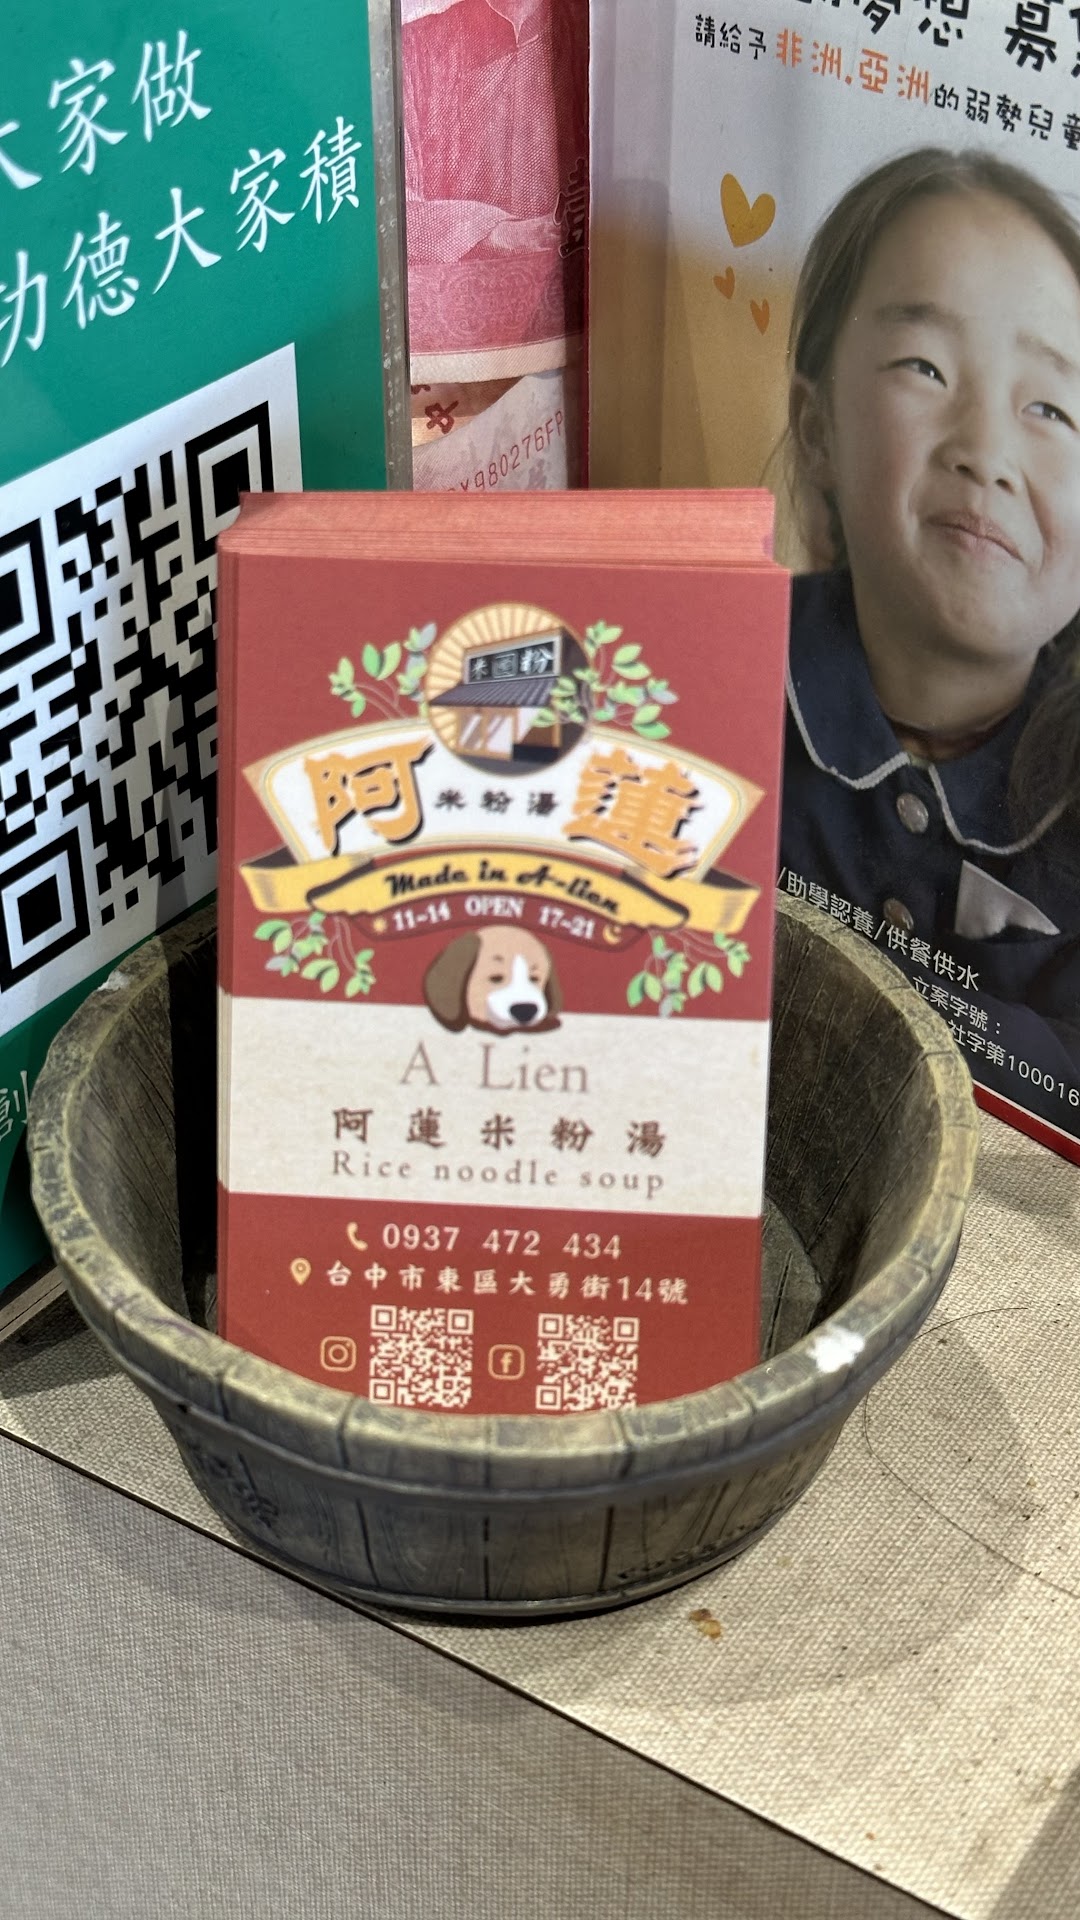 大家做
功德大家積
請給予非洲.亞洲的弱勢兒童
980276FP
/助學認養/供餐供水
立案字號：
社字第100016
米粉
阿蓮
米粉湯
Made in A-lien
11-14 OPEN 17-21
A Lien
阿蓮米粉湯
Rice noodle soup
0937 472 434
台中市東區大勇街14號